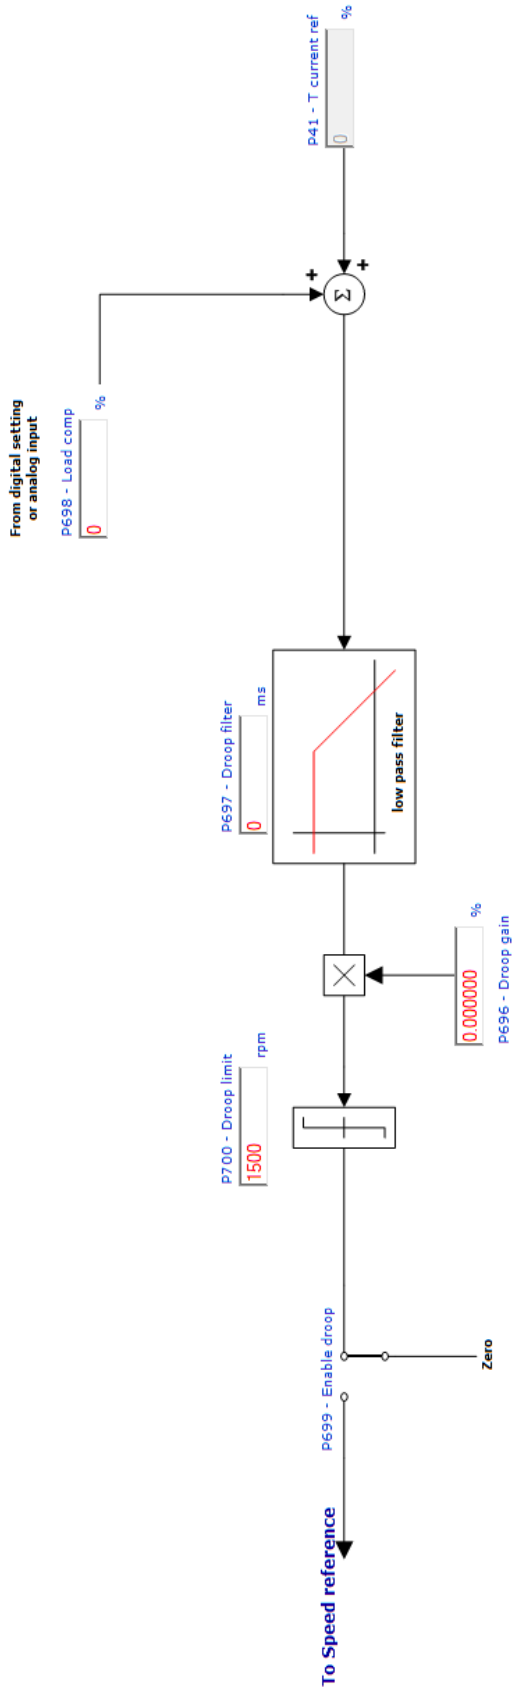 From digital setting
or analog input
P698 - Load comp
0
%
P41 - T current ref
0
%
+
+
Σ
P697 - Droop filter
0
ms
low pass filter
P696 - Droop gain
0.000000
%
P700 - Droop limit
1500
rpm
P699 - Enable droop
Zero
To Speed reference